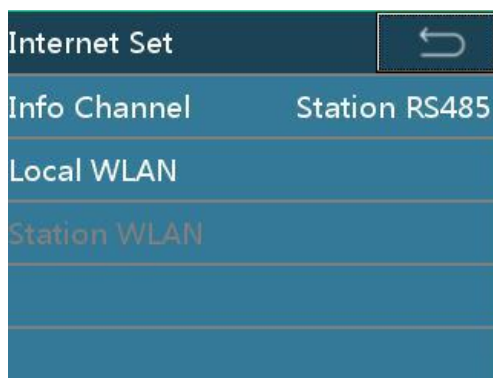 Internet Set
Info Channel Station RS485
Local WLAN
Station WLAN